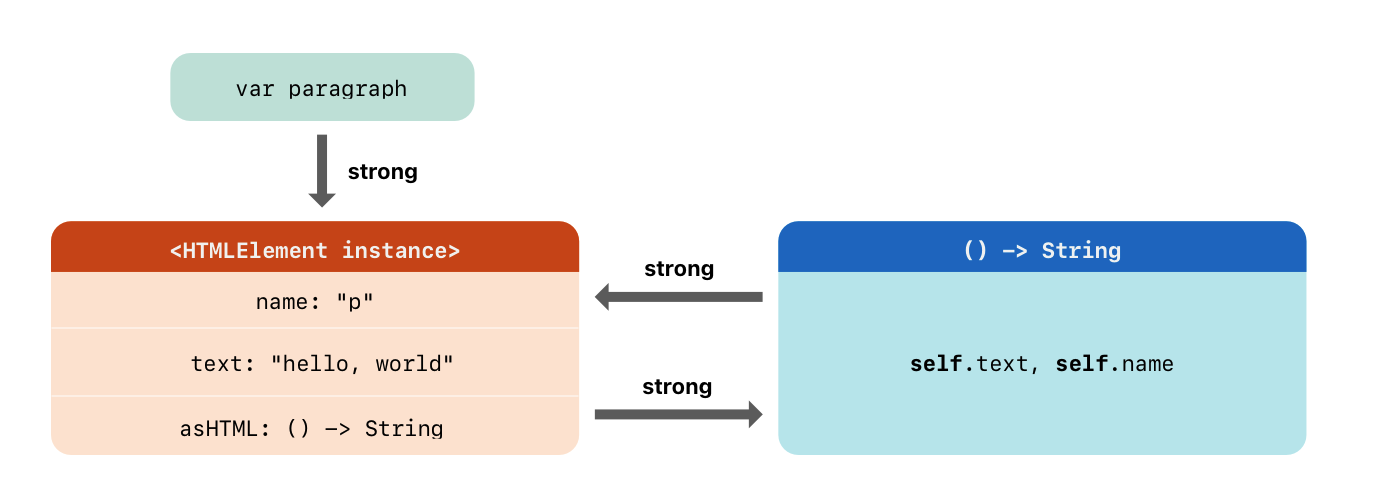 var paragraph
strong
<HTMLElement instance>
() -> String
strong
name: "p"
text: "hello, world"
self.text, self.name
strong
asHTML: () -> String